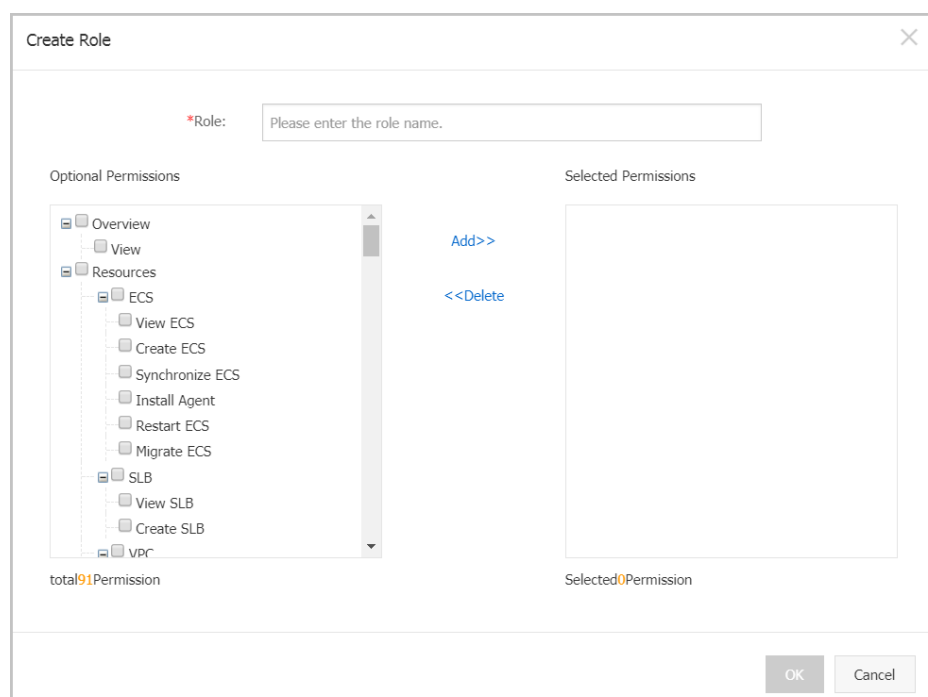 Create Role
*Role:
Please enter the role name.
Optional Permissions
Selected Permissions
Overview
View
Resources
ECS
View ECS
Create ECS
Synchronize ECS
Install Agent
Restart ECS
Migrate ECS
SLB
View SLB
Create SLB
VPC
Add>>
<<Delete
total91Permission
Selected0Permission
OK
Cancel